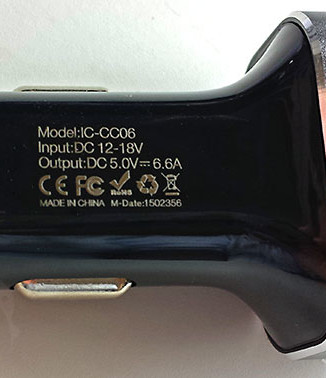 Model:IC-CC06
Input:DC 12-18V
Output:DC 5.0V⎓6.6A
CE FC RoHS
MADE IN CHINA M-Date:1502356